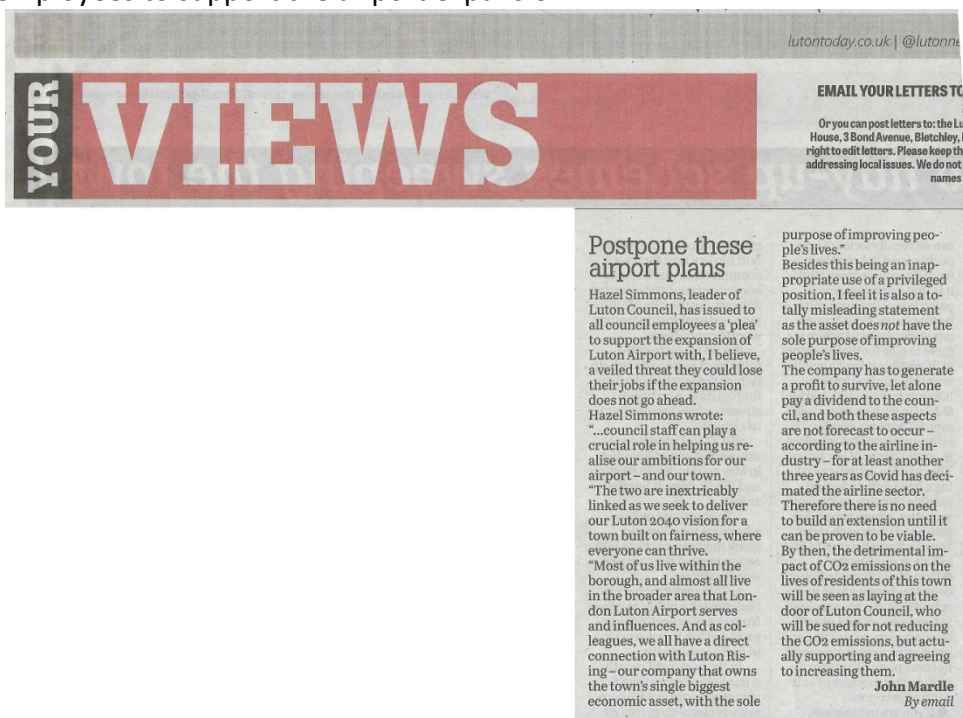 employees to support the airport expansion
lutontoday.co.uk | @lutonne
YOUR
VIEWS
EMAIL YOUR LETTERS TO
Or you can post letters to: the Lu
House, 3 Bond Avenue, Bletchley,
right to edit letters. Please keep th
addressing local issues. We do not
names
Postpone these
airport plans
Hazel Simmons, leader of
Luton Council, has issued to
all council employees a ‘plea’
to support the expansion of
Luton Airport with, I believe,
a veiled threat they could lose
their jobs if the expansion
does not go ahead.
Hazel Simmons wrote:
“...council staff can play a
crucial role in helping us re-
alise our ambitions for our
airport – and our town.
“The two are inextricably
linked as we seek to deliver
our Luton 2040 vision for a
town built on fairness, where
everyone can thrive.
“Most of us live within the
borough, and almost all live
in the broader area that Lon-
don Luton Airport serves
and influences. And as col-
leagues, we all have a direct
connection with Luton Ris-
ing – our company that owns
the town’s single biggest
economic asset, with the sole
purpose of improving peo-
ple’s lives.”
Besides this being an inap-
propriate use of a privileged
position, I feel it is also a to-
tally misleading statement
as the asset does not have the
sole purpose of improving
people’s lives.
The company has to generate
a profit to survive, let alone
pay a dividend to the coun-
cil, and both these aspects
are not forecast to occur –
according to the airline in-
dustry – for at least another
three years as Covid has deci-
mated the airline sector.
Therefore there is no need
to build an extension until it
can be proven to be viable.
By then, the detrimental im-
pact of CO2 emissions on the
lives of residents of this town
will be seen as laying at the
door of Luton Council, who
will be sued for not reducing
the CO2 emissions, but actu-
ally supporting and agreeing
to increasing them.
John Mardle
By email